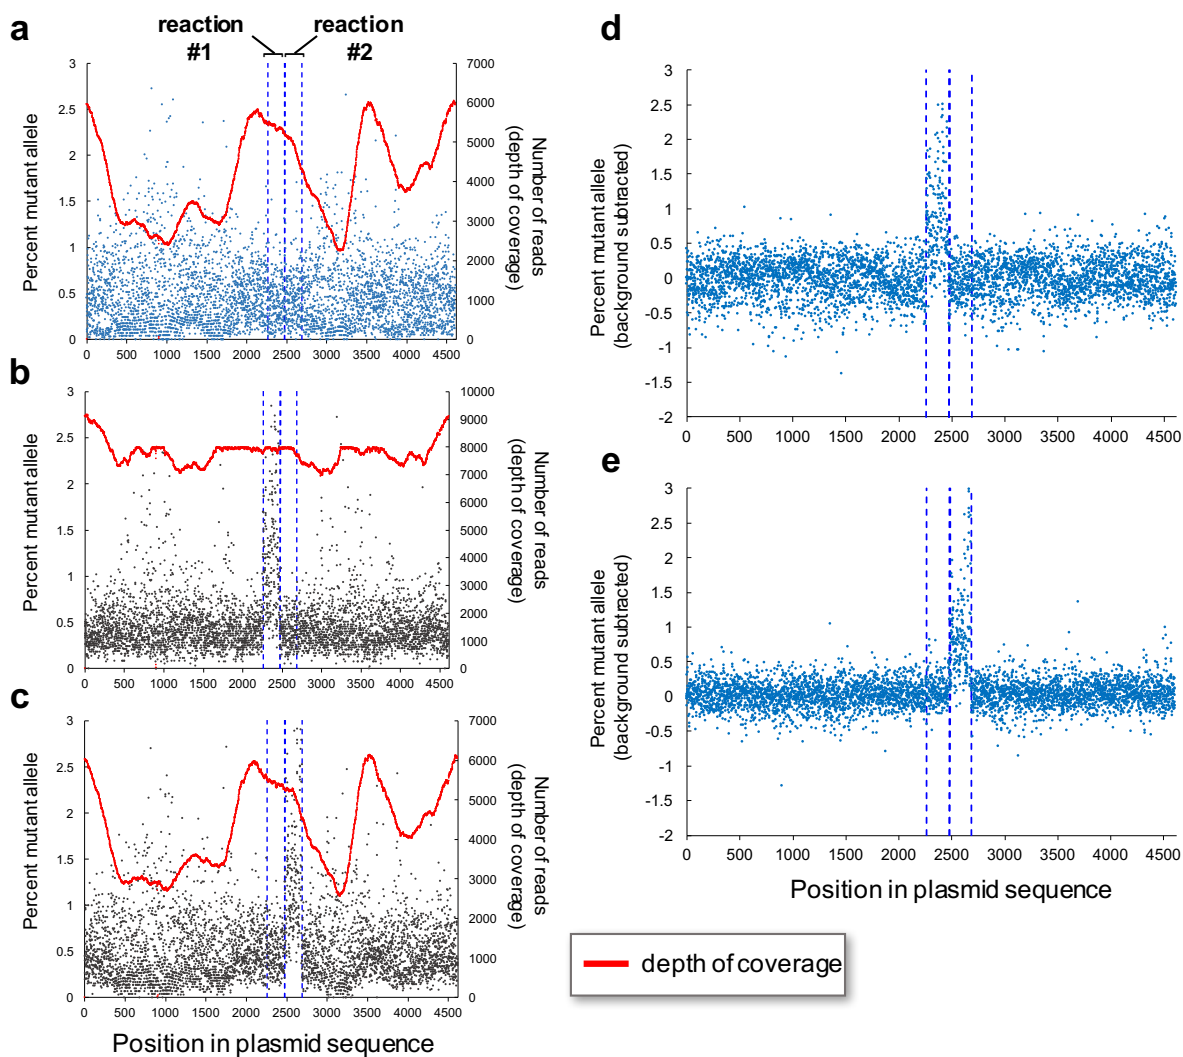 a
reaction #1
reaction #2
3
2.5
2
1.5
1
0.5
0
7000
6000
5000
4000
3000
2000
1000
0
0 500 1000 1500 2000 2500 3000 3500 4000 4500
Percent mutant allele
Number of reads
(depth of coverage)
b
3
2.5
2
1.5
1
0.5
0
10000
9000
8000
7000
6000
5000
4000
3000
2000
1000
0
0 500 1000 1500 2000 2500 3000 3500 4000 4500
Percent mutant allele
Number of reads
(depth of coverage)
c
3
2.5
2
1.5
1
0.5
0
7000
6000
5000
4000
3000
2000
1000
0
0 500 1000 1500 2000 2500 3000 3500 4000 4500
Percent mutant allele
Number of reads
(depth of coverage)
Position in plasmid sequence
d
3
2.5
2
1.5
1
0.5
0
-0.5
-1
-1.5
-2
0 500 1000 1500 2000 2500 3000 3500 4000 4500
Percent mutant allele
(background subtracted)
e
3
2.5
2
1.5
1
0.5
0
-0.5
-1
-1.5
-2
0 500 1000 1500 2000 2500 3000 3500 4000 4500
Percent mutant allele
(background subtracted)
Position in plasmid sequence
depth of coverage